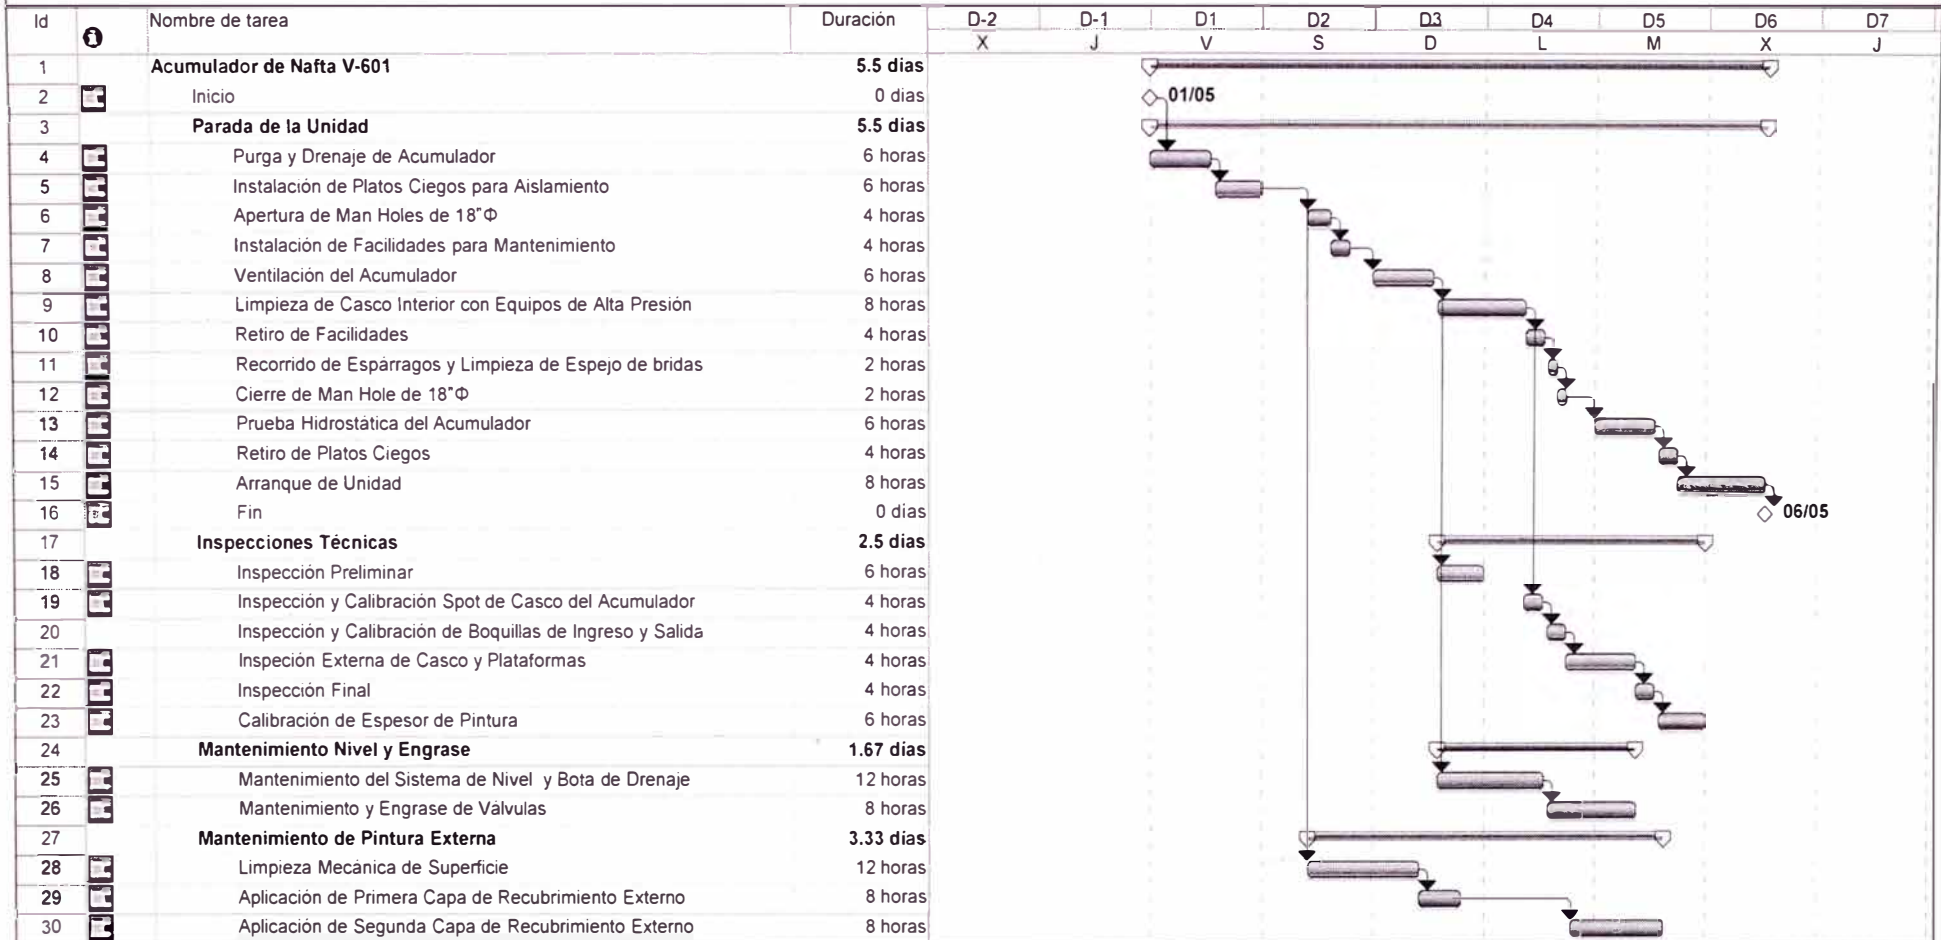 Id Nombre de tarea Duración D-2 D-1 D1 D2 D3 D4 D5 D6 D7
X J V S D L M X J
1 Acumulador de Nafta V-601 5.5 dias
2 Inicio 0 dias 01/05
3 Parada de la Unidad 5.5 dias
4 Purga y Drenaje de Acumulador 6 horas
5 Instalación de Platos Ciegos para Aislamiento 6 horas
6 Apertura de Man Holes de 18"Φ 4 horas
7 Instalación de Facilidades para Mantenimiento 4 horas
8 Ventilación del Acumulador 6 horas
9 Limpieza de Casco Interior con Equipos de Alta Presión 8 horas
10 Retiro de Facilidades 4 horas
11 Recorrido de Espárragos y Limpieza de Espejo de bridas 2 horas
12 Cierre de Man Hole de 18"Φ 2 horas
13 Prueba Hidrostática del Acumulador 6 horas
14 Retiro de Platos Ciegos 4 horas
15 Arranque de Unidad 8 horas
16 Fin 0 dias 06/05
17 Inspecciones Técnicas 2.5 dias
18 Inspección Preliminar 6 horas
19 Inspección y Calibración Spot de Casco del Acumulador 4 horas
20 Inspección y Calibración de Boquillas de Ingreso y Salida 4 horas
21 Inspeción Externa de Casco y Plataformas 4 horas
22 Inspección Final 4 horas
23 Calibración de Espesor de Pintura 6 horas
24 Mantenimiento Nivel y Engrase 1.67 dias
25 Mantenimiento del Sistema de Nivel y Bota de Drenaje 12 horas
26 Mantenimiento y Engrase de Válvulas 8 horas
27 Mantenimiento de Pintura Externa 3.33 días
28 Limpieza Mecánica de Superficie 12 horas
29 Aplicación de Primera Capa de Recubrimiento Externo 8 horas
30 Aplicación de Segunda Capa de Recubrimiento Externo 8 horas